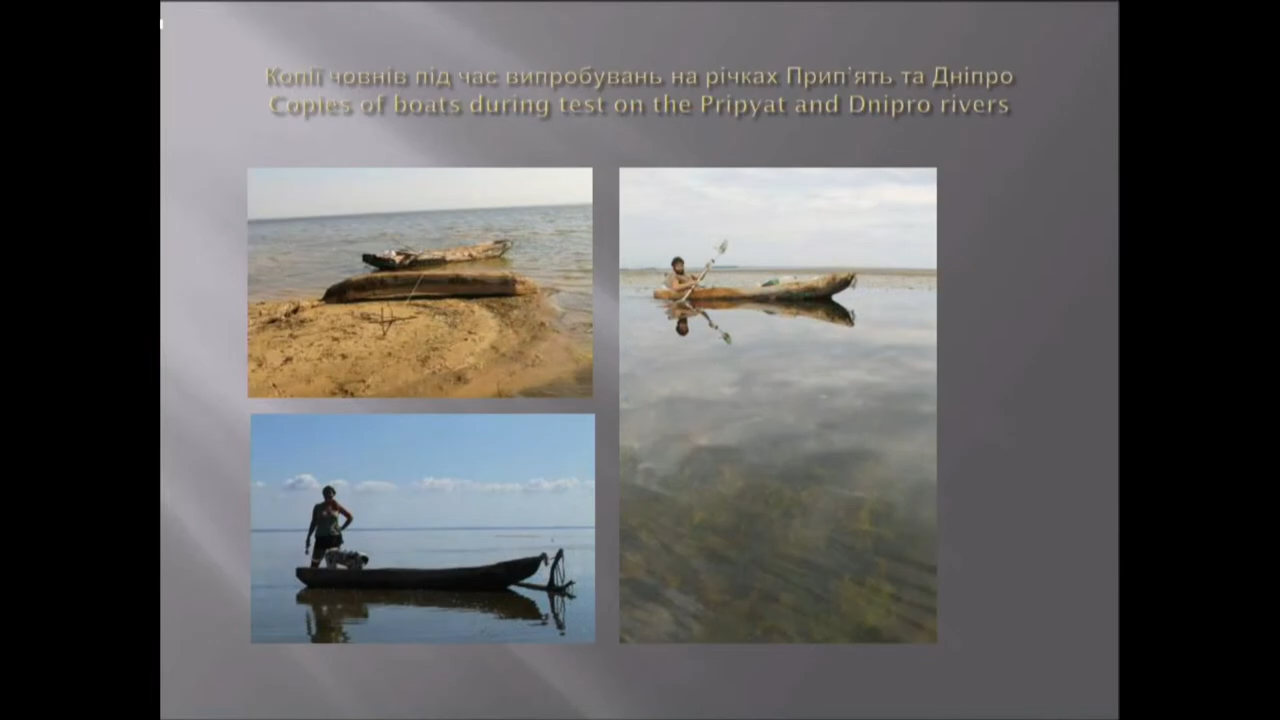 Копії човнів під час випробувань на річках Прип’ять та Дніпро
Copies of boats during test on the Pripyat and Dnipro rivers